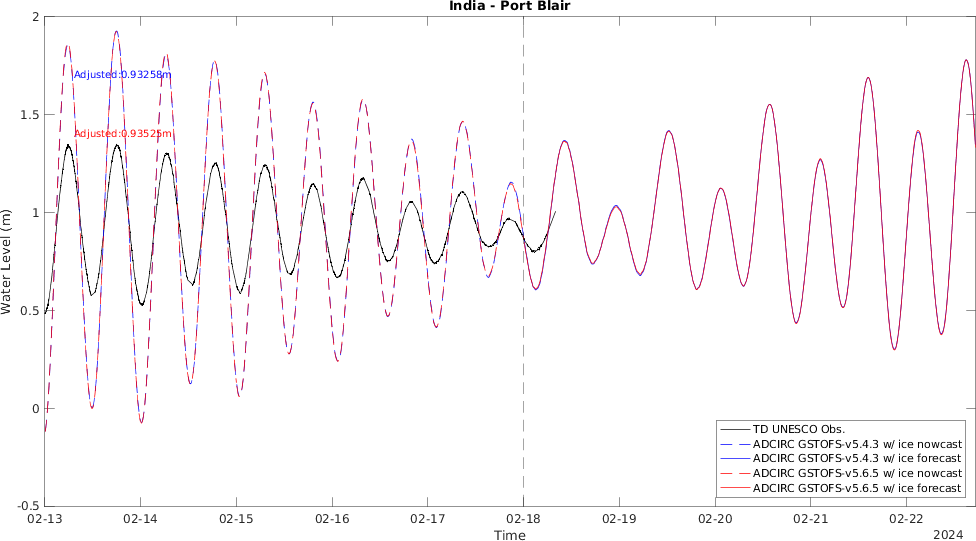 India - Port Blair
2
1.5
1
0.5
0
-0.5
Water Level (m)
Adjusted:0.93258m
Adjusted:0.93525m
TD UNESCO Obs.
ADCIRC GSTOFS-v5.4.3 w/ ice nowcast
ADCIRC GSTOFS-v5.4.3 w/ ice forecast
ADCIRC GSTOFS-v5.6.5 w/ ice nowcast
ADCIRC GSTOFS-v5.6.5 w/ ice forecast
02-13 02-14 02-15 02-16 02-17 02-18 02-19 02-20 02-21 02-22
Time
2024